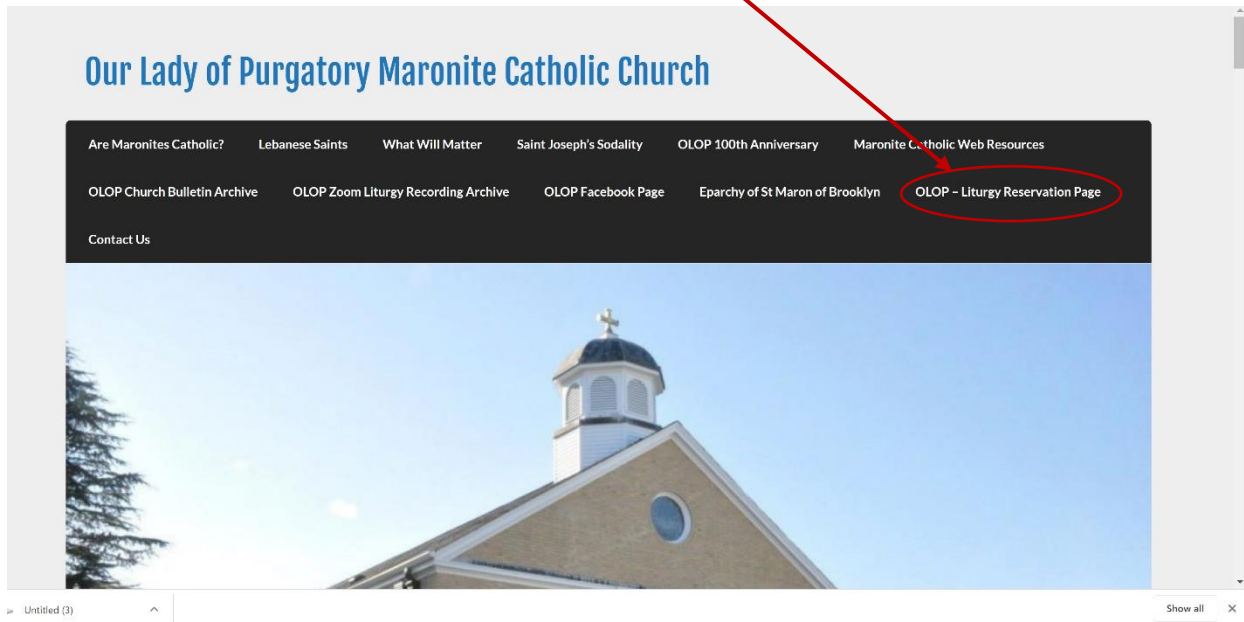 Our Lady of Purgatory Maronite Catholic Church
Are Maronites Catholic? Lebanese Saints What Will Matter Saint Joseph's Sodality OLOP 100th Anniversary Maronite Catholic Web Resources
OLOP Church Bulletin Archive OLOP Zoom Liturgy Recording Archive OLOP Facebook Page Eparchy of St Maron of Brooklyn OLOP – Liturgy Reservation Page
Contact Us
Untitled (3) Show all